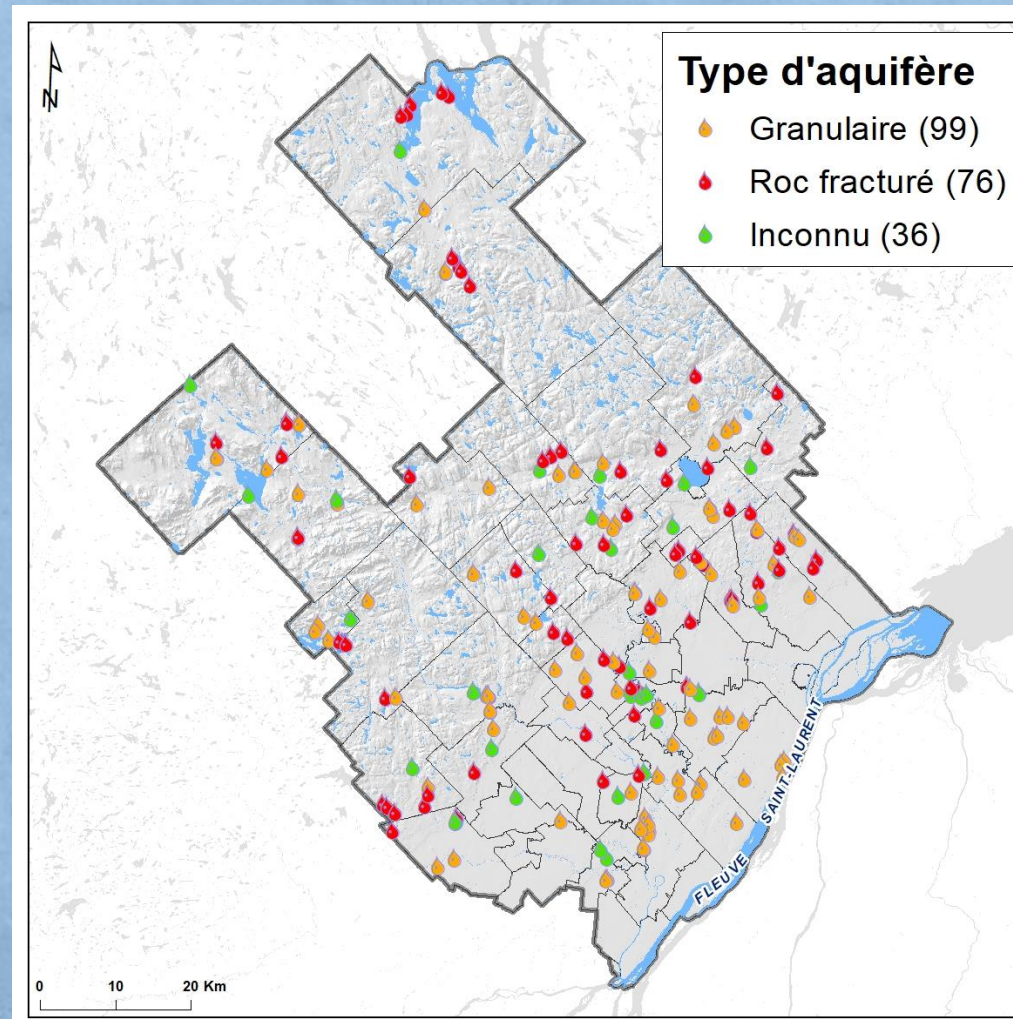 N
Type d'aquifère
Granulaire (99)
Roc fracturé (76)
Inconnu (36)
FLEUVE SAINT-LAURENT
0 10 20 Km